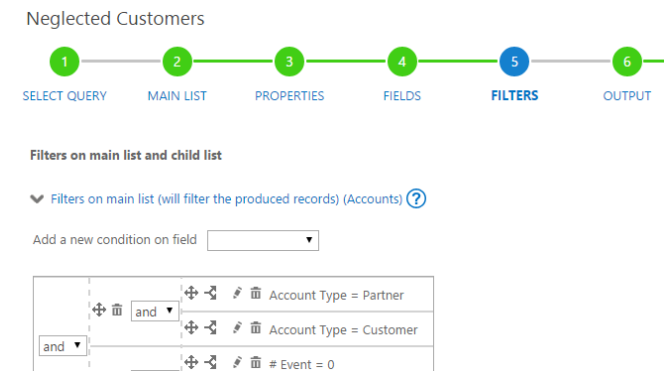 Neglected Customers
1 2 3 4 5 6
SELECT QUERY MAIN LIST PROPERTIES FIELDS FILTERS OUTPUT
Filters on main list and child list
Filters on main list (will filter the produced records) (Accounts) ?
Add a new condition on field
Account Type = Partner
and
Account Type = Customer
and
# Event = 0